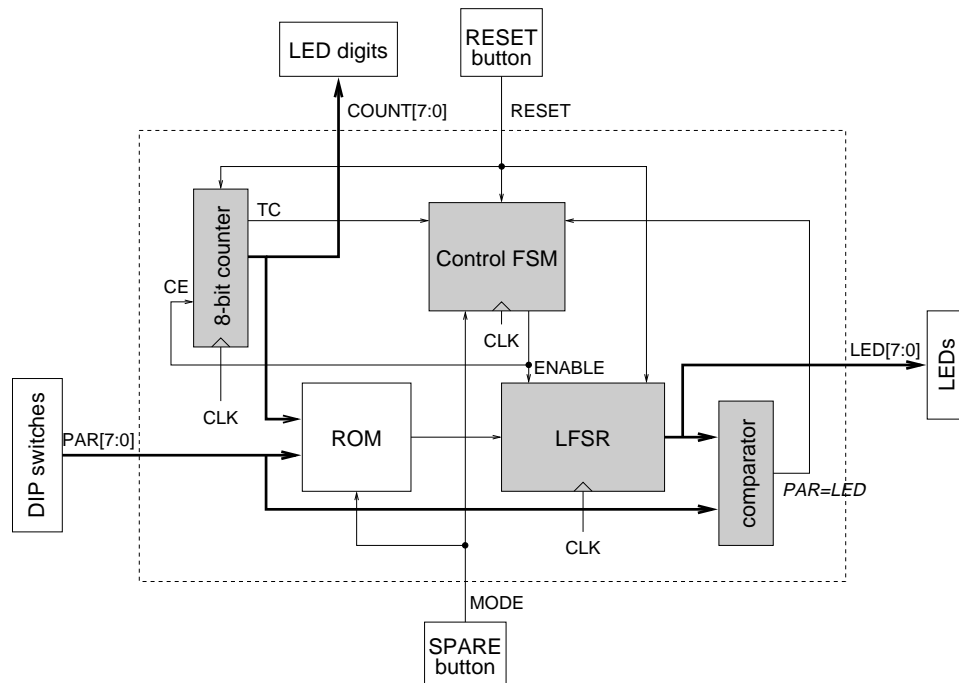 RESET
button
LED digits
COUNT[7:0]
RESET
TC
8-bit counter
Control FSM
CE
CLK
ENABLE
LED[7:0]
LEDs
CLK
DIP switches
PAR[7:0]
ROM
LFSR
comparator
PAR=LED
CLK
MODE
SPARE
button